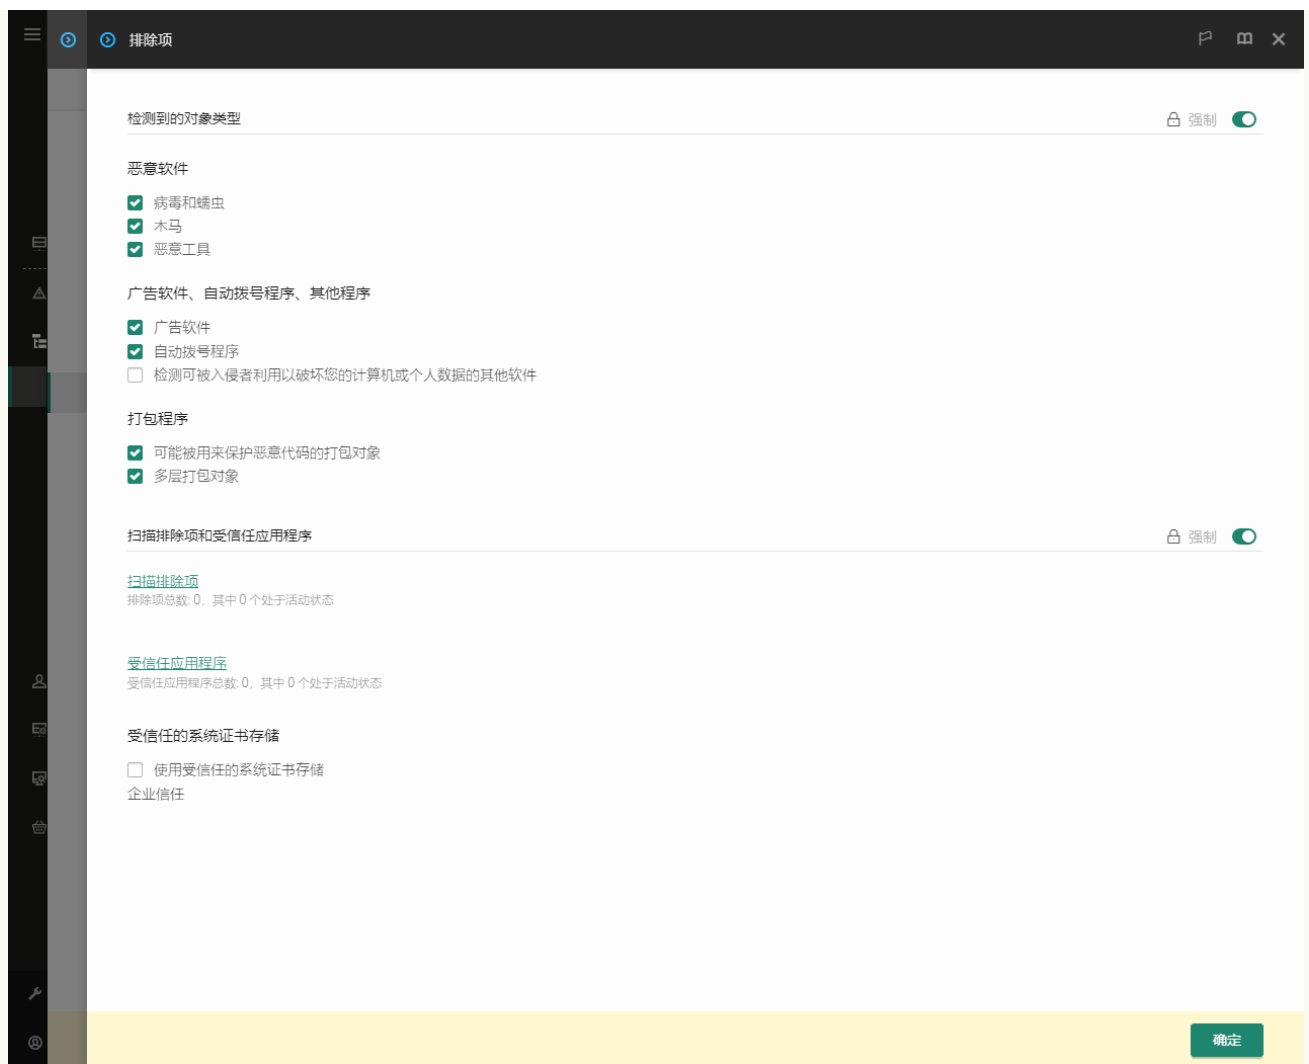 排除项
检测到的对象类型
强制
恶意软件
病毒和蠕虫
木马
恶意工具
广告软件、自动拨号程序、其他程序
广告软件
自动拨号程序
检测可被入侵者利用以破坏您的计算机或个人数据的其他软件
打包程序
可能被用来保护恶意代码的打包对象
多层打包对象
扫描排除项和受信任应用程序
强制
扫描排除项
排除项总数: 0，其中 0 个处于活动状态
受信任应用程序
受信任应用程序总数: 0，其中 0 个处于活动状态
受信任的系统证书存储
使用受信任的系统证书存储
企业信任
确定